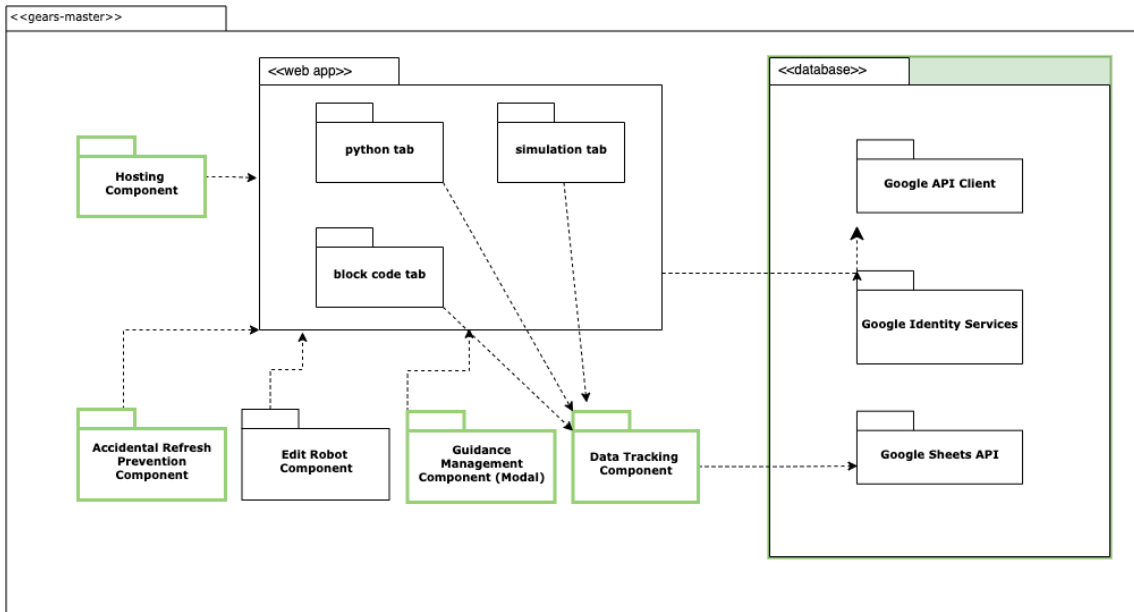 <<gears-master>>
<<web app>>
<<database>>
python tab
simulation tab
Hosting
Component
Google API Client
block code tab
Google Identity Services
Accidental Refresh
Prevention
Component
Edit Robot
Component
Guidance
Management
Component (Modal)
Data Tracking
Component
Google Sheets API